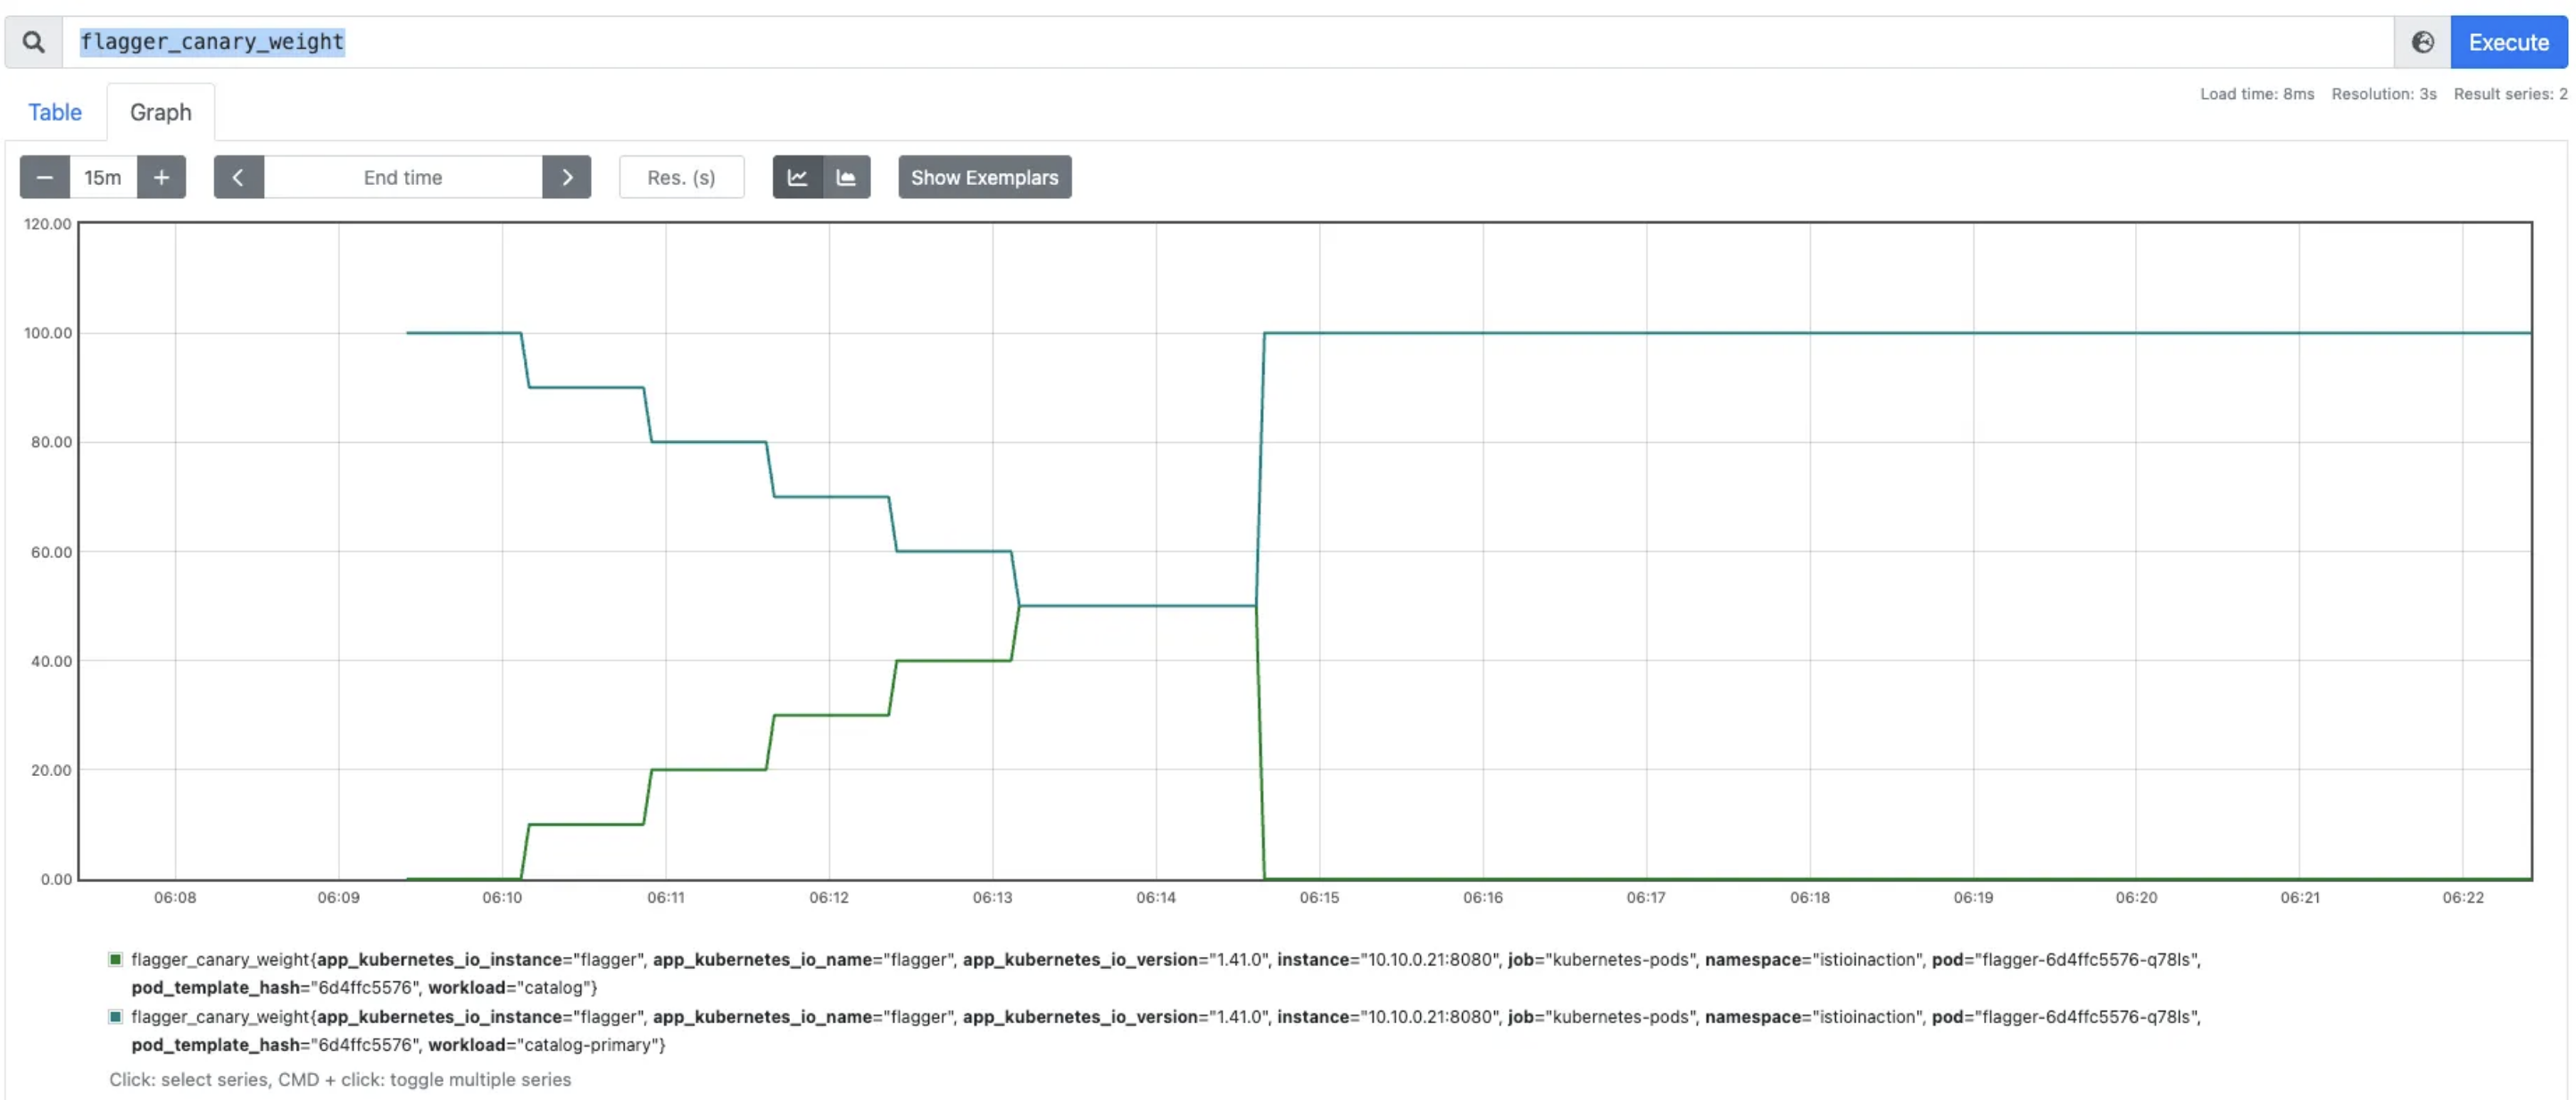 flagger_canary_weight
Execute
Table
Graph
Load time: 8ms Resolution: 3s Result series: 2
− 15m + End time Res. (s) Show Exemplars
120.00
100.00
80.00
60.00
40.00
20.00
0.00
06:08 06:09 06:10 06:11 06:12 06:13 06:14 06:15 06:16 06:17 06:18 06:19 06:20 06:21 06:22
flagger_canary_weight{app_kubernetes_io_instance="flagger", app_kubernetes_io_name="flagger", app_kubernetes_io_version="1.41.0", instance="10.10.0.21:8080", job="kubernetes-pods", namespace="istioinaction", pod="flagger-6d4ffc5576-q78ls",
pod_template_hash="6d4ffc5576", workload="catalog"}
flagger_canary_weight{app_kubernetes_io_instance="flagger", app_kubernetes_io_name="flagger", app_kubernetes_io_version="1.41.0", instance="10.10.0.21:8080", job="kubernetes-pods", namespace="istioinaction", pod="flagger-6d4ffc5576-q78ls",
pod_template_hash="6d4ffc5576", workload="catalog-primary"}
Click: select series, CMD + click: toggle multiple series